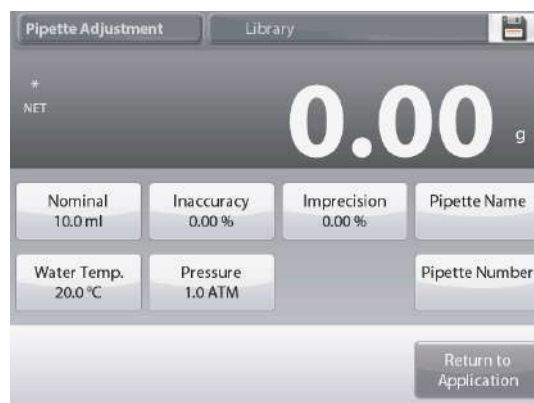 Pipette Adjustment
Library
*
NET
0.00 g
Nominal
10.0 ml
Inaccuracy
0.00 %
Imprecision
0.00 %
Pipette Name
Water Temp.
20.0 °C
Pressure
1.0 ATM
Pipette Number
Return to
Application